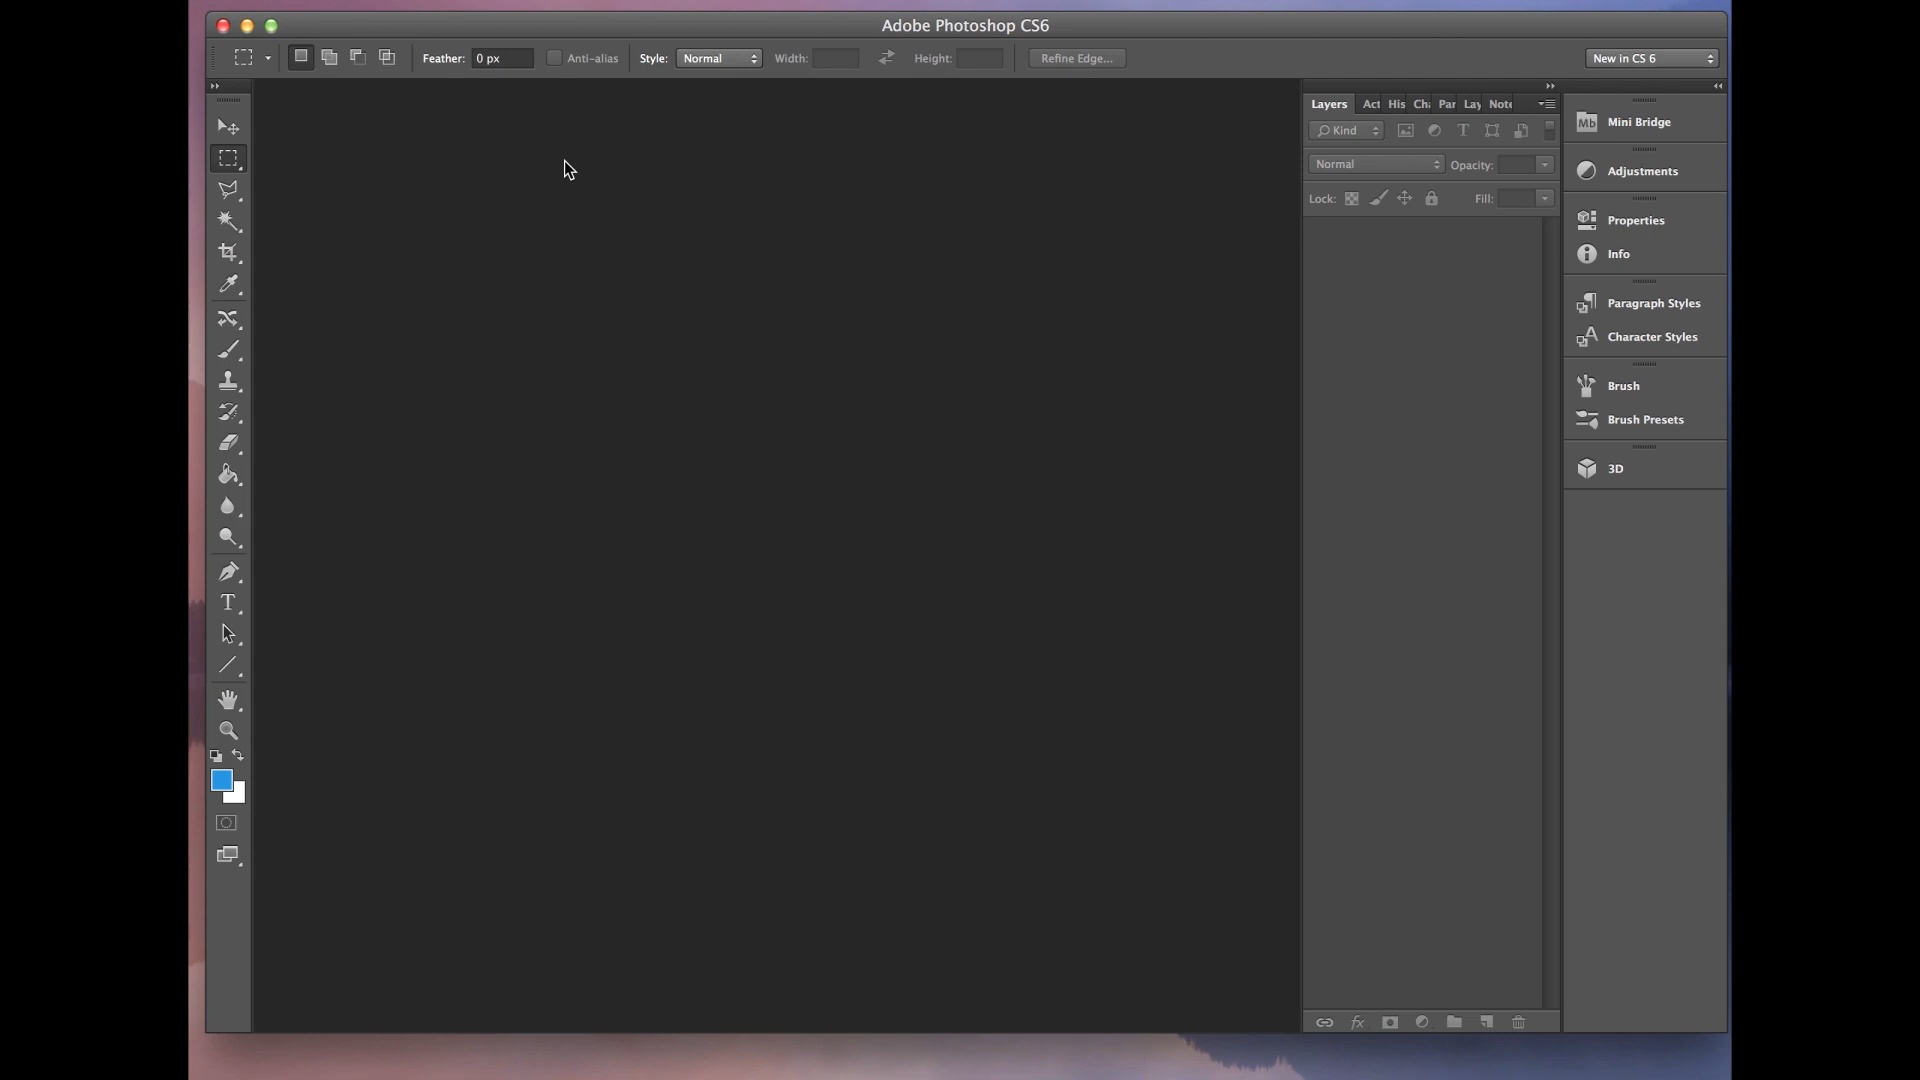 Adobe Photoshop CS6
Feather: 0 px Anti-alias Style: Normal Width: Height: Refine Edge... New in CS 6
Layers Act His Cha Par Lay Note
Kind
Normal Opacity:
Lock: Fill:
Mb Mini Bridge
Adjustments
Properties
Info
Paragraph Styles
Character Styles
Brush
Brush Presets
3D